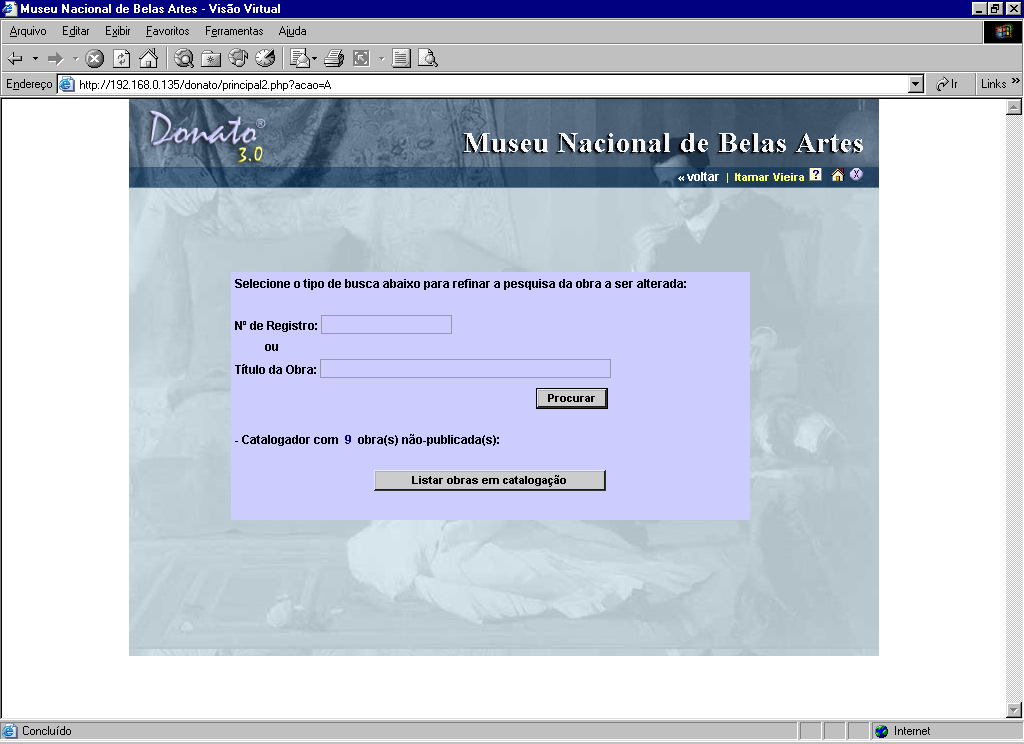 Museu Nacional de Belas Artes - Visão Virtual
Arquivo Editar Exibir Favoritos Ferramentas Ajuda
Endereço http://192.168.0.135/donato/principal2.php?acao=A Ir Links »
Donato®
3.0
Museu Nacional de Belas Artes
« voltar | Itamar Vieira ? X
Selecione o tipo de busca abaixo para refinar a pesquisa da obra a ser alterada:
Nº de Registro:
ou
Título da Obra:
Procurar
- Catalogador com 9 obra(s) não-publicada(s):
Listar obras em catalogação
Concluído Internet